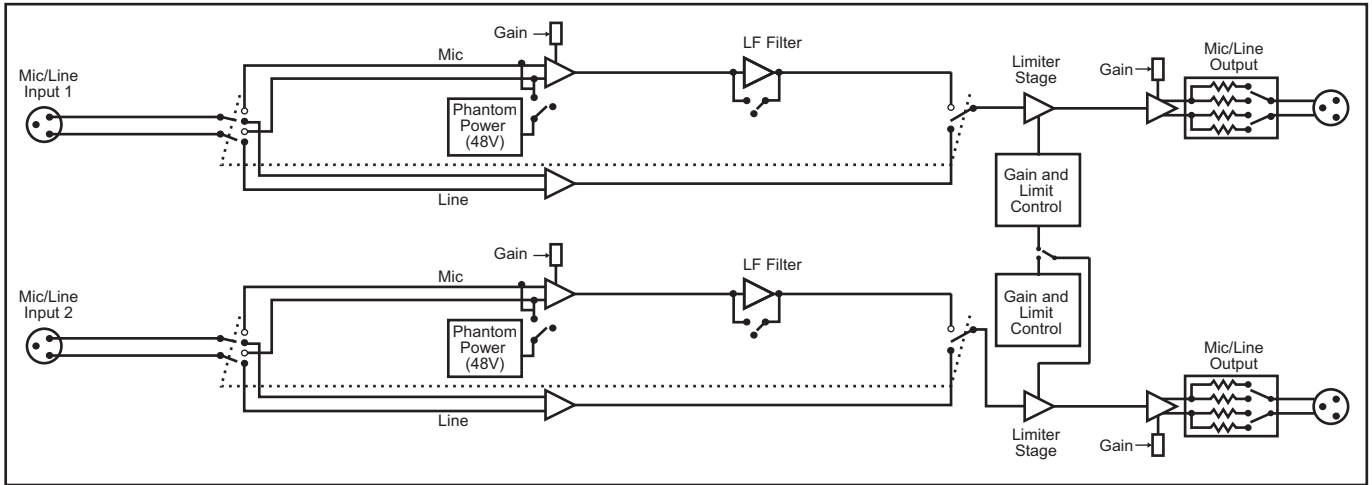 Mic/Line
Input 1
Mic
Gain
Phantom
Power
(48V)
LF Filter
Line
Limiter
Stage
Gain and
Limit
Control
Gain
Mic/Line
Output
Mic/Line
Input 2
Mic
Gain
Phantom
Power
(48V)
LF Filter
Line
Gain and
Limit
Control
Limiter
Stage
Gain
Mic/Line
Output